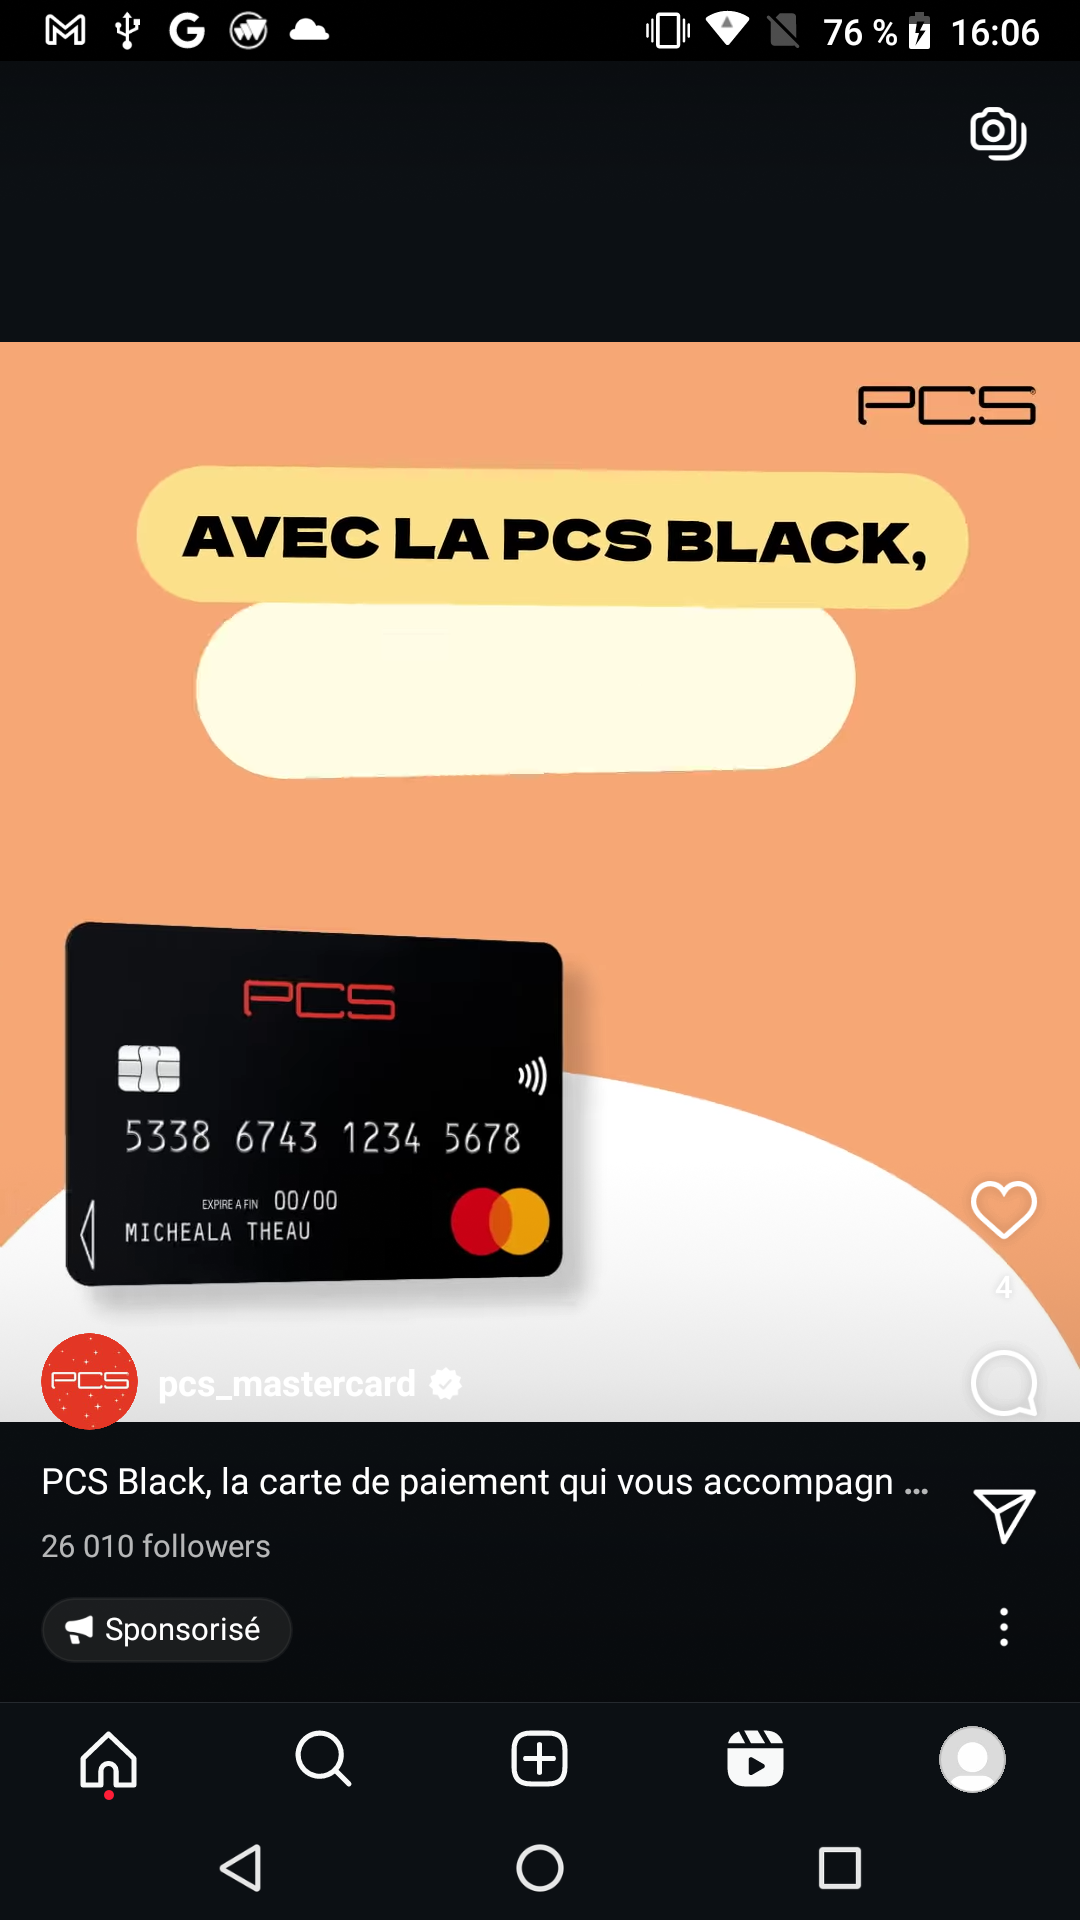 76 % 16:06
PCS
AVEC LA PCS BLACK,
PCS
5338 6743 1234 5678
EXPIRE A FIN 00/00
MICHEALA THEAU
4
PCS pcs_mastercard
PCS Black, la carte de paiement qui vous accompagn ...
26 010 followers
Sponsorisé